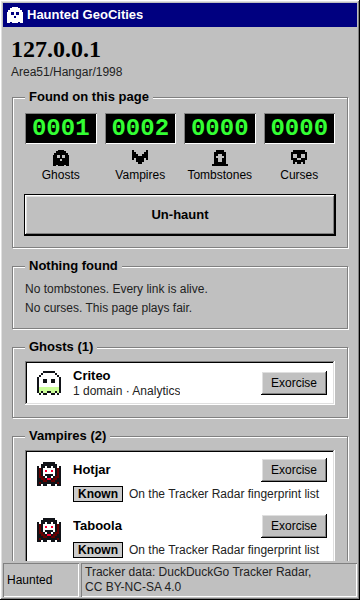 Haunted GeoCities
127.0.0.1
Area51/Hangar/1998
Found on this page
0001 0002 0000 0000
Ghosts Vampires Tombstones Curses
Un-haunt
Nothing found
No tombstones. Every link is alive.
No curses. This page plays fair.
Ghosts (1)
Criteo
1 domain · Analytics
Exorcise
Vampires (2)
Hotjar
Exorcise
Known On the Tracker Radar fingerprint list
Taboola
Exorcise
Known On the Tracker Radar fingerprint list
Haunted
Tracker data: DuckDuckGo Tracker Radar,
CC BY-NC-SA 4.0